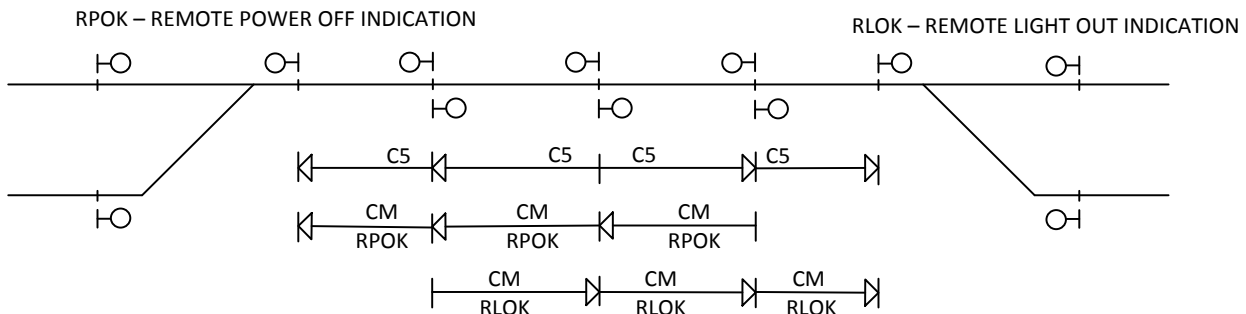 RPOK – REMOTE POWER OFF INDICATION
RLOK – REMOTE LIGHT OUT INDICATION
C5 C5 C5 C5
CM CM CM
RPOK RPOK RPOK
CM CM CM
RLOK RLOK RLOK